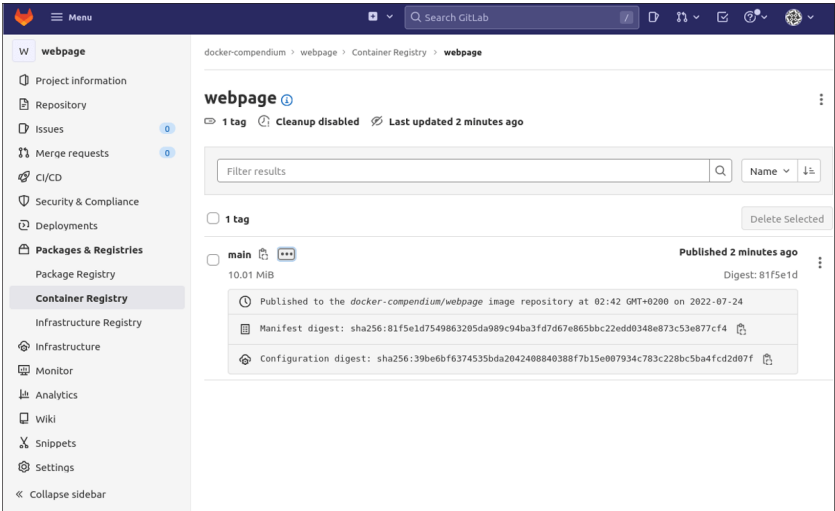 Menu
Search GitLab /
W webpage
Project information
Repository
Issues 0
Merge requests 0
CI/CD
Security & Compliance
Deployments
Packages & Registries
Package Registry
Container Registry
Infrastructure Registry
Infrastructure
Monitor
Analytics
Wiki
Snippets
Settings
Collapse sidebar
docker-compendium > webpage > Container Registry > webpage
webpage
1 tag Cleanup disabled Last updated 2 minutes ago
Filter results Name
1 tag Delete Selected
main Published 2 minutes ago
10.01 MiB Digest: 81f5e1d
Published to the docker-compendium/webpage image repository at 02:42 GMT+0200 on 2022-07-24
Manifest digest: sha256:81f5e1d7549863205da989c94ba3fd7d67e865bbc22edd0348e873c53e877cf4
Configuration digest: sha256:39be6bf6374535bda2042408840388f7b15e007934c783c228bc5ba4fcd2d07f